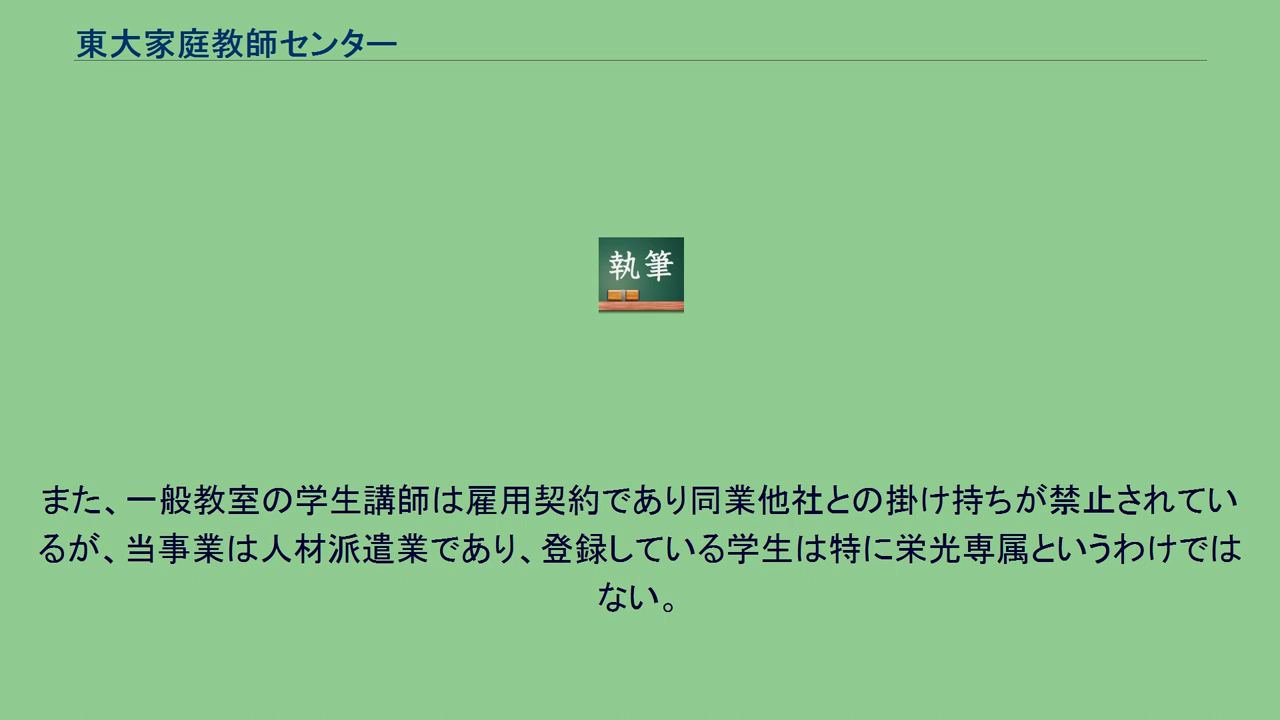 東大家庭教師センター
執筆
また、一般教室の学生講師は雇用契約であり同業他社との掛け持ちが禁止されてい
るが、当事業は人材派遣業であり、登録している学生は特に栄光専属というわけでは
ない。